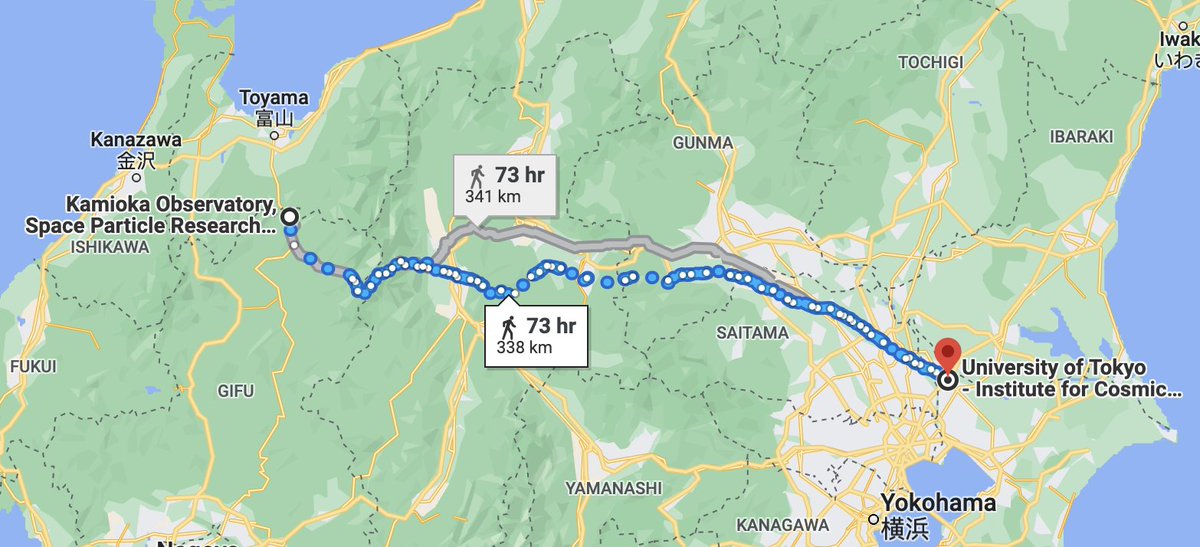 TOCHIGI
Iwak
いわき
Toyama
富山
Kanazawa
金沢
GUNMA
IBARAKI
73 hr
341 km
Kamioka Observatory,
Space Particle Research...
ISHIKAWA
73 hr
338 km
SAITAMA
FUKUI
GIFU
University of Tokyo
- Institute for Cosmic...
YAMANASHI
KANAGAWA
Yokohama
横浜
Nagoya